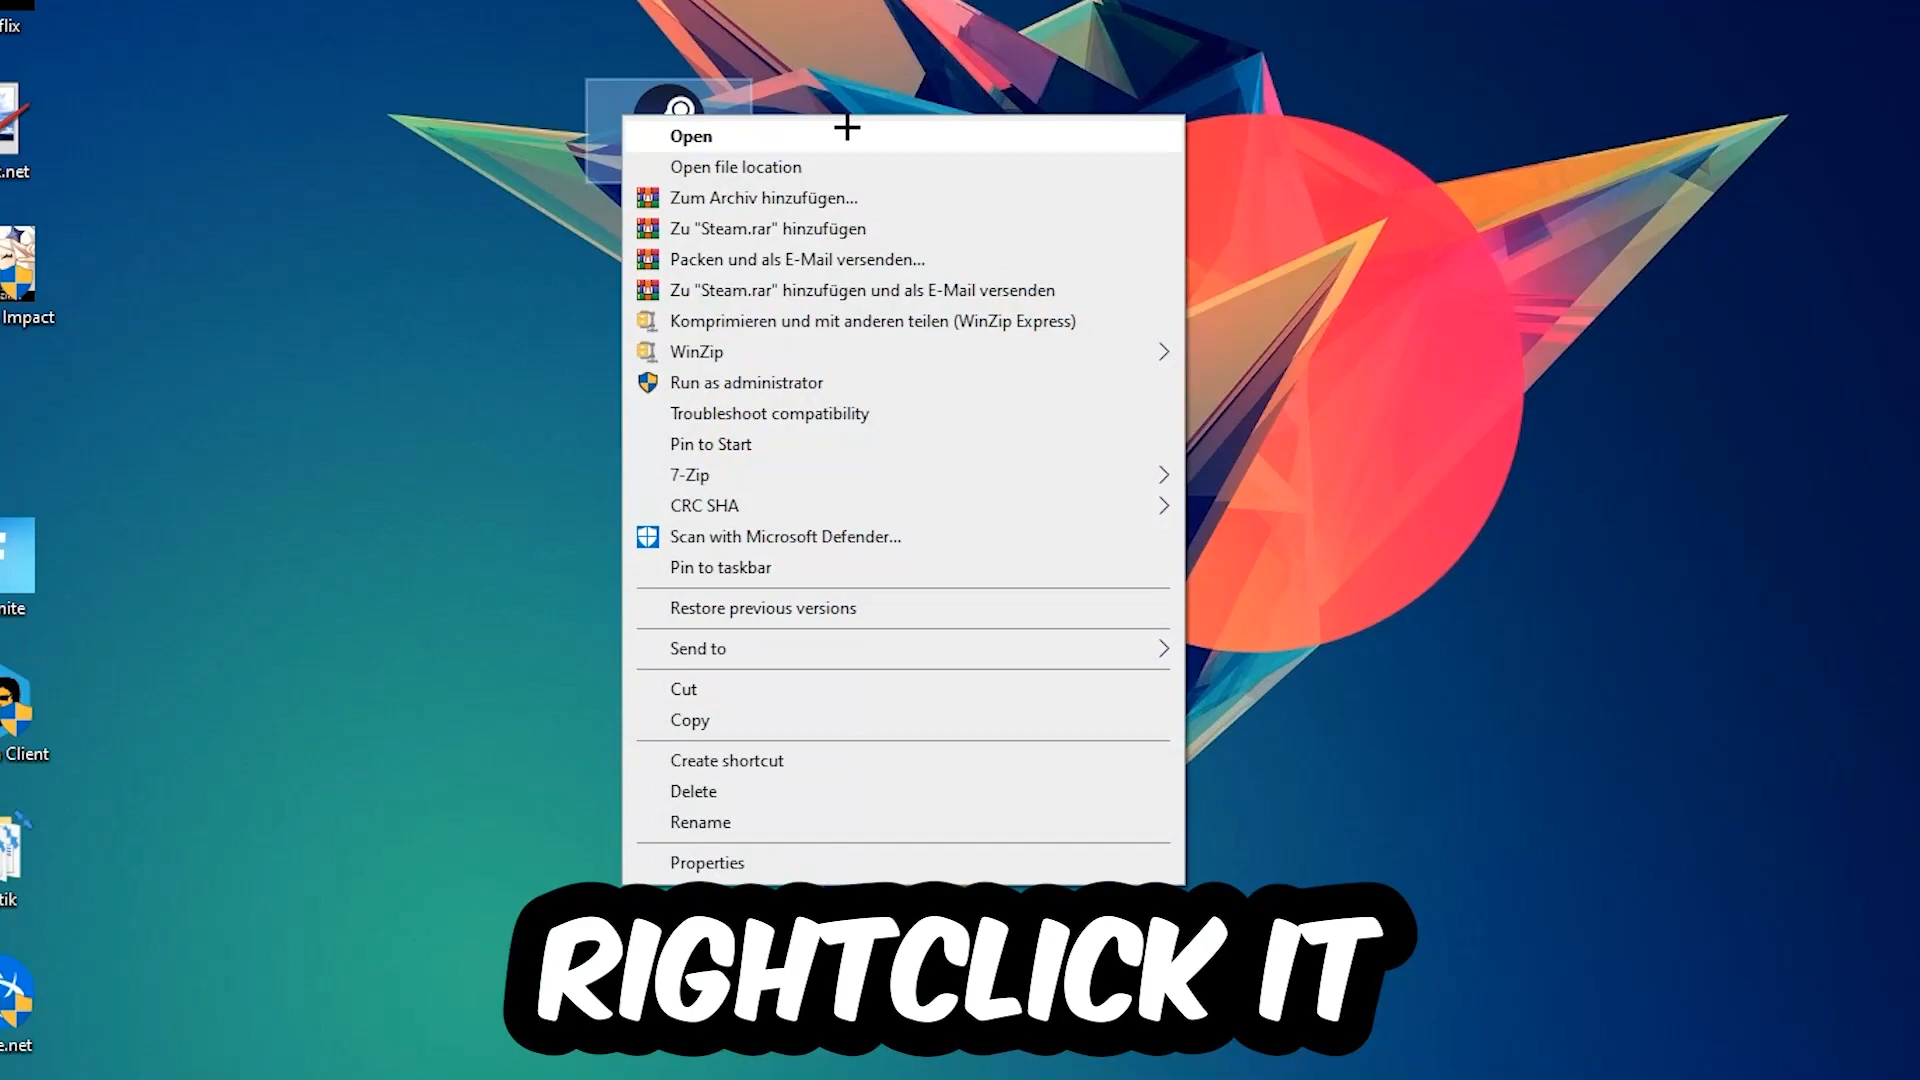 flix
.net
Impact
nite
Client
tik
e.net
Open
Open file location
Zum Archiv hinzufügen...
Zu "Steam.rar" hinzufügen
Packen und als E-Mail versenden...
Zu "Steam.rar" hinzufügen und als E-Mail versenden
Komprimieren und mit anderen teilen (WinZip Express)
WinZip
Run as administrator
Troubleshoot compatibility
Pin to Start
7-Zip
CRC SHA
Scan with Microsoft Defender...
Pin to taskbar
Restore previous versions
Send to
Cut
Copy
Create shortcut
Delete
Rename
Properties
RIGHTCLICK IT